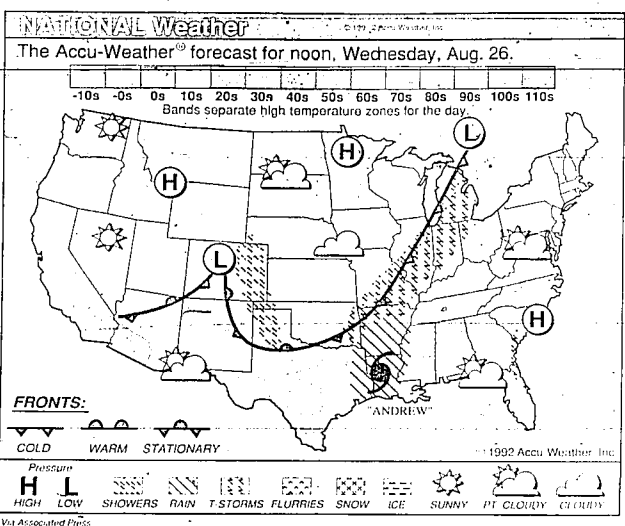 NATIONAL Weather
The Accu-Weather® forecast for noon, Wednesday, Aug. 26.
-10s -0s 0s 10s 20s 30s 40s 50s 60s 70s 80s 90s 100s 110s
Bands separate high temperature zones for the day.
L
H
H
L
H
"ANDREW"
FRONTS:
COLD WARM STATIONARY
©1992 Accu Weather, Inc
Pressure
H L
HIGH LOW SHOWERS RAIN T-STORMS FLURRIES SNOW ICE SUNNY PT. CLOUDY CLOUDY
Via Associated Press